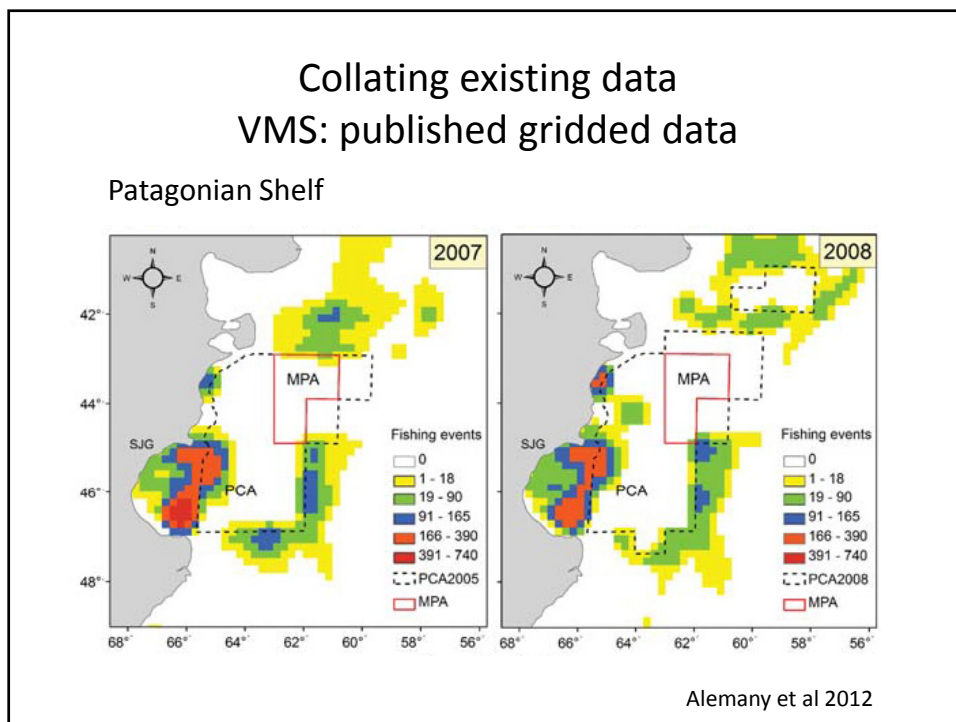 Collating existing data
VMS: published gridded data
Patagonian Shelf
2007
N
W E
S
42°
44°
46°
48°
MPA
SJG
PCA
Fishing events
0
1 - 18
19 - 90
91 - 165
166 - 390
391 - 740
PCA2005
MPA
68° 66° 64° 62° 60° 58° 56°
2008
N
W E
S
MPA
SJG
PCA
Fishing events
0
1 - 18
19 - 90
91 - 165
166 - 390
391 - 740
PCA2008
MPA
68° 66° 64° 62° 60° 58° 56°
Alemany et al 2012